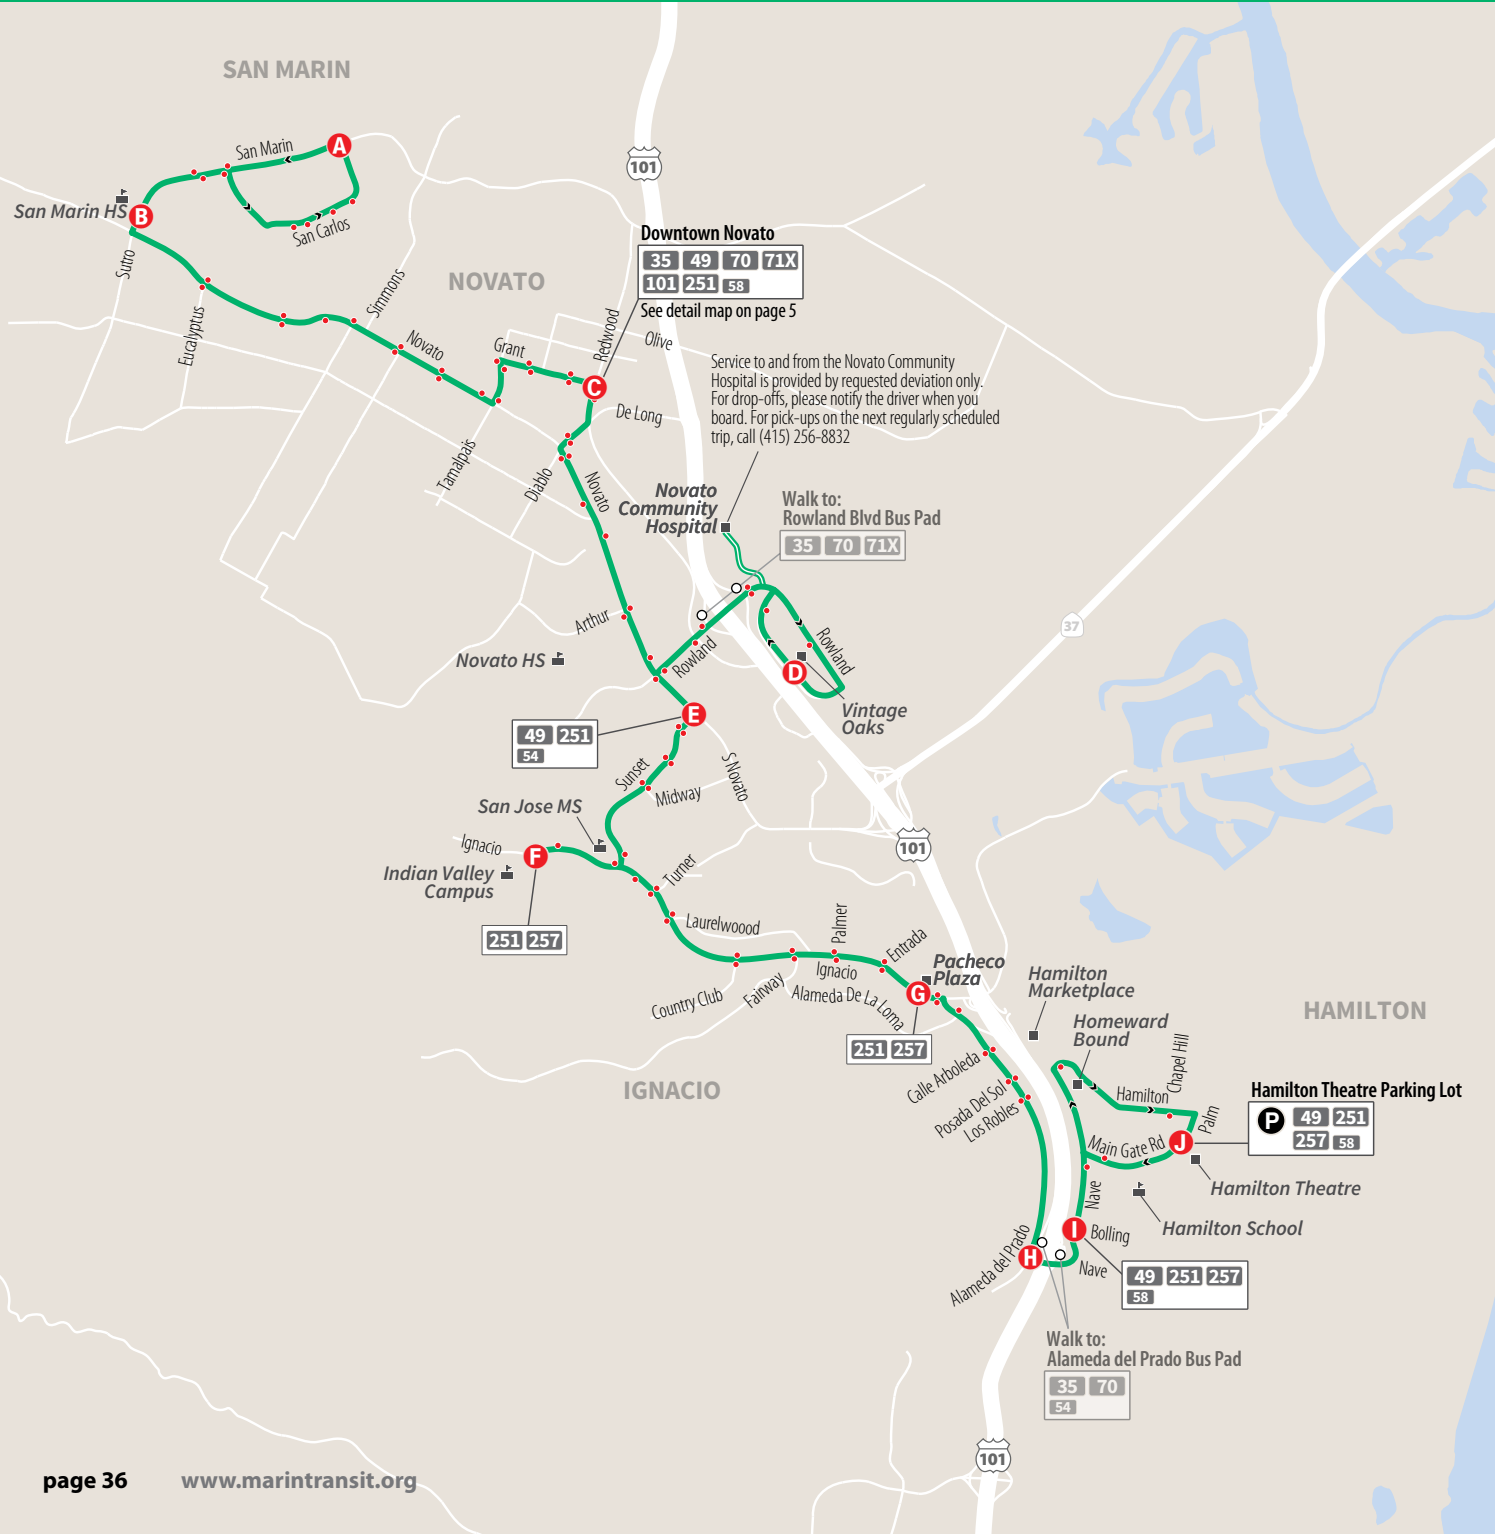 SAN MARIN
San Marin
A
101
San Marin HS
B
San Carlos
Sutro
Downtown Novato
35 49 70 71X
101 251 58
See detail map on page 5
NOVATO
Simmons
Eucalyptus
Novato
Grant
Redwood
Olive
C
De Long
Service to and from the Novato Community
Hospital is provided by requested deviation only.
For drop-offs, please notify the driver when you
board. For pick-ups on the next regularly scheduled
trip, call (415) 256-8832
Tamalpais
Diablo
Novato
Novato
Community
Hospital
Walk to:
Rowland Blvd Bus Pad
35 70 71X
Arthur
37
Novato HS
Rowland
Rowland
D
Vintage
Oaks
E
49 251
54
Sunset
S Novato
Midway
San Jose MS
Ignacio
F
101
Indian Valley
Campus
Turner
251 257
Laurelwoood
Palmer
Entrada
Ignacio
Pacheco
Plaza
Country Club
Fairway
Alameda De La Loma
G
Hamilton
Marketplace
HAMILTON
251 257
Homeward
Bound
Chapel Hill
Calle Arboleda
IGNACIO
Hamilton
Posada Del Sol
Los Robles
Palm
Hamilton Theatre Parking Lot
P 49 251
257 58
Main Gate Rd
J
Hamilton Theatre
Nave
Hamilton School
I
Bolling
Alameda del Prado
H
Nave
49 251 257
58
Walk to:
Alameda del Prado Bus Pad
35 70
54
101
page 36 www.marintransit.org